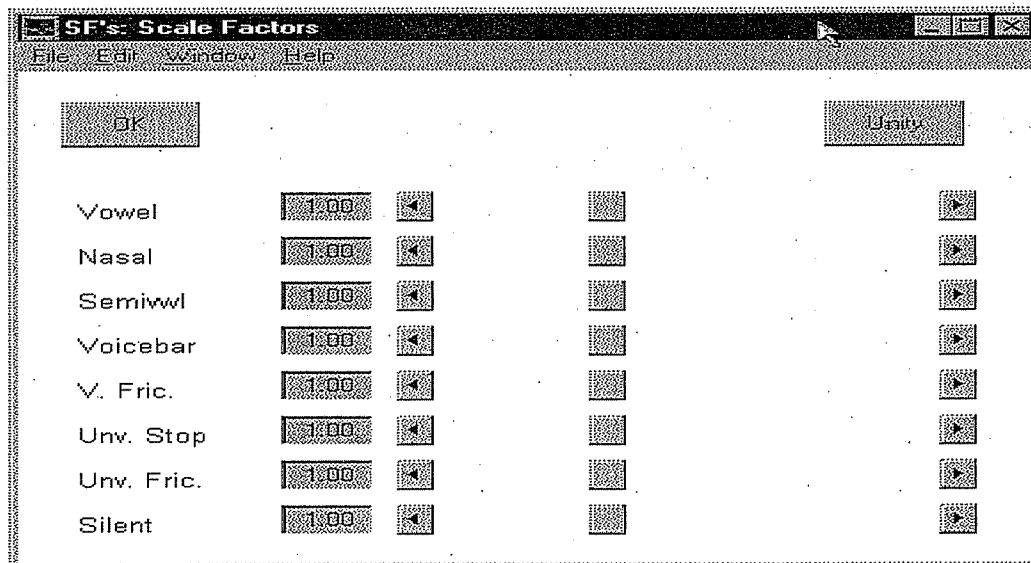 SF's: Scale Factors
File Edit Window Help
OK Unity
Vowel 1.00
Nasal 1.00
Semivwl 1.00
Voicebar 1.00
V. Fric. 1.00
Unv. Stop 1.00
Unv. Fric. 1.00
Silent 1.00